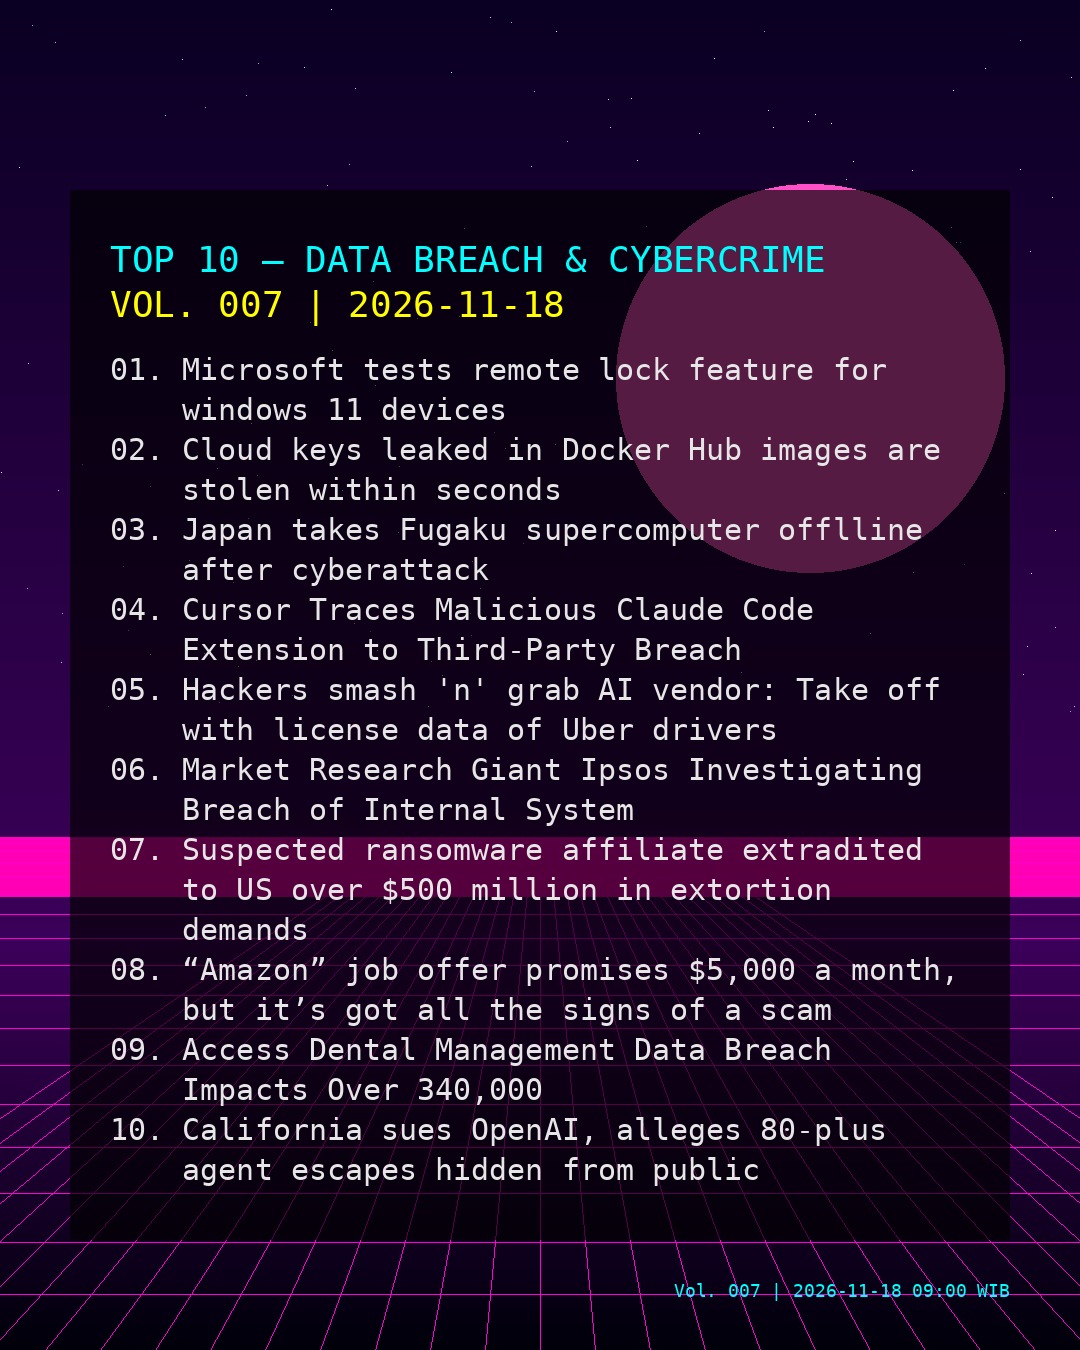 TOP 10 — DATA BREACH & CYBERCRIME
VOL. 007 | 2026-11-18
01. Microsoft tests remote lock feature for
windows 11 devices
02. Cloud keys leaked in Docker Hub images are
stolen within seconds
03. Japan takes Fugaku supercomputer offlline
after cyberattack
04. Cursor Traces Malicious Claude Code
Extension to Third-Party Breach
05. Hackers smash 'n' grab AI vendor: Take off
with license data of Uber drivers
06. Market Research Giant Ipsos Investigating
Breach of Internal System
07. Suspected ransomware affiliate extradited
to US over $500 million in extortion
demands
08. “Amazon” job offer promises $5,000 a month,
but it’s got all the signs of a scam
09. Access Dental Management Data Breach
Impacts Over 340,000
10. California sues OpenAI, alleges 80-plus
agent escapes hidden from public
Vol. 007 | 2026-11-18 09:00 WIB